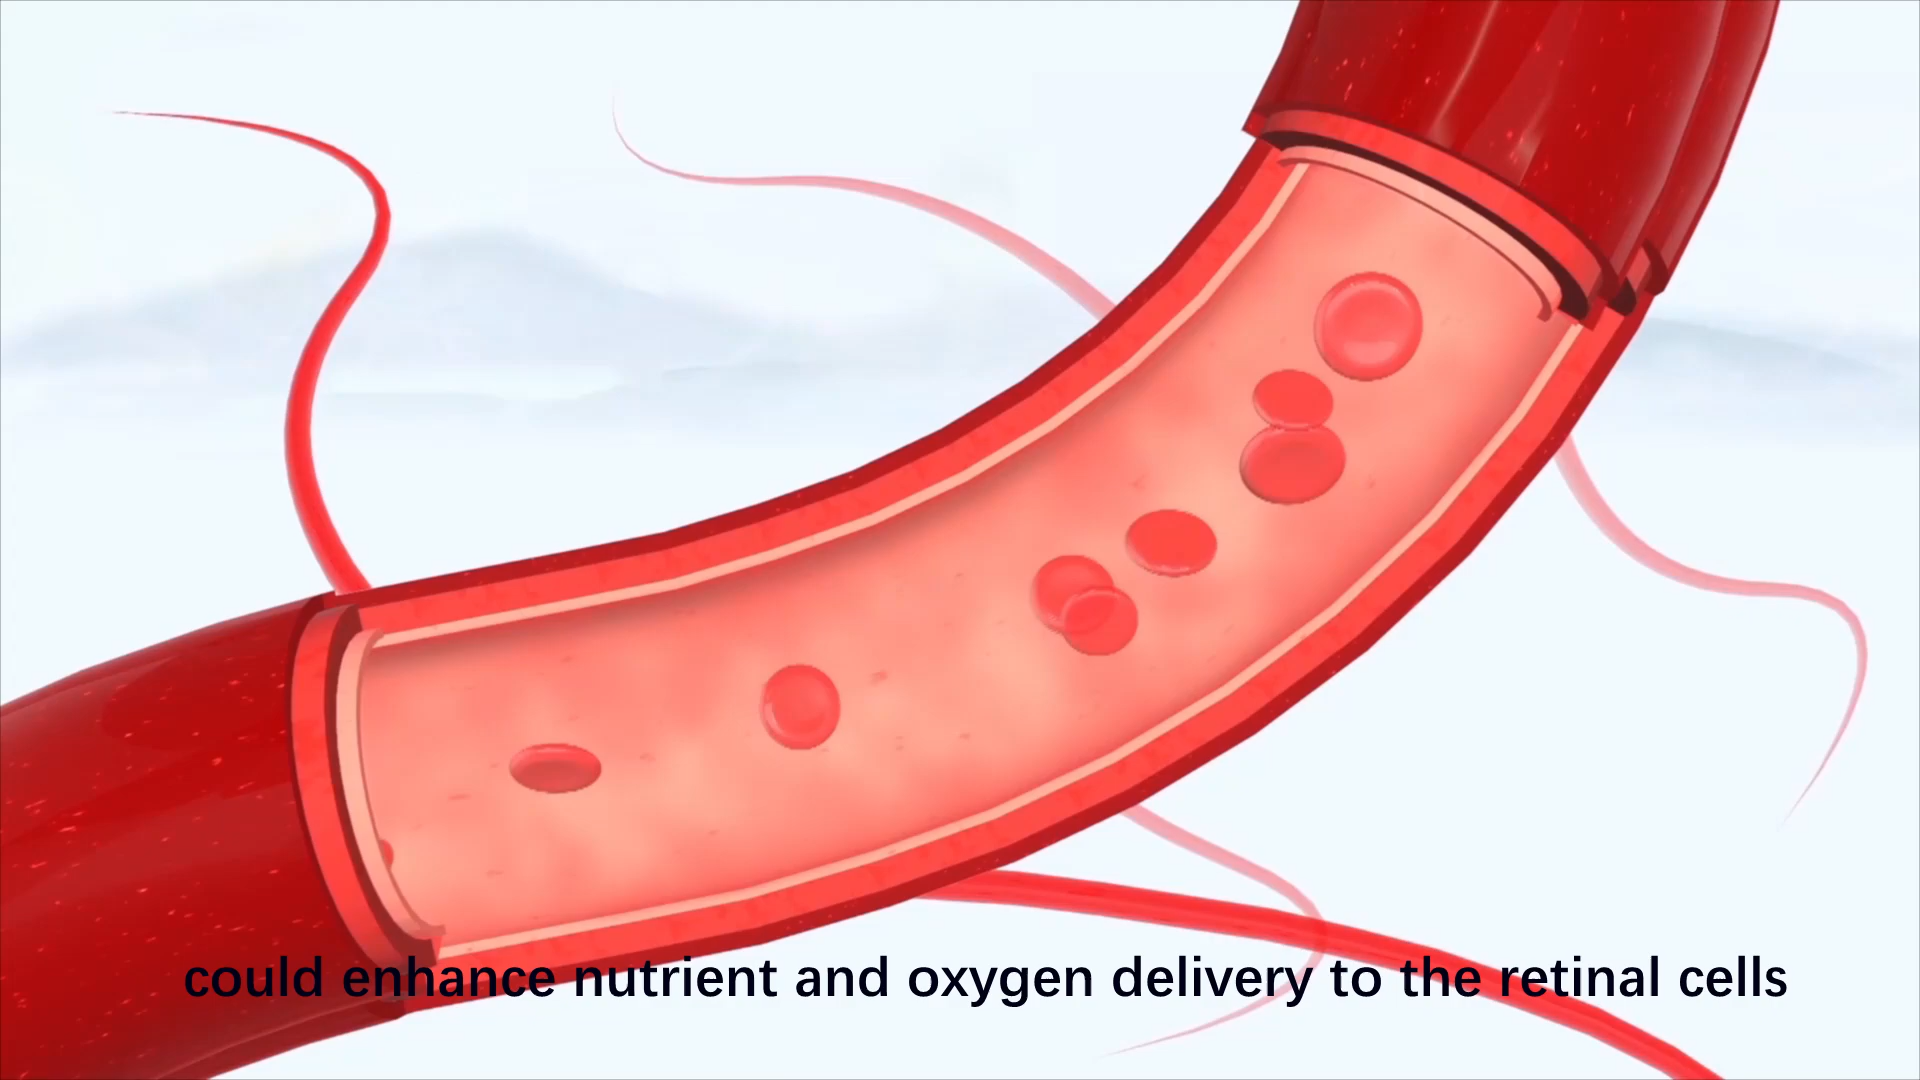 could enhance nutrient and oxygen delivery to the retinal cells